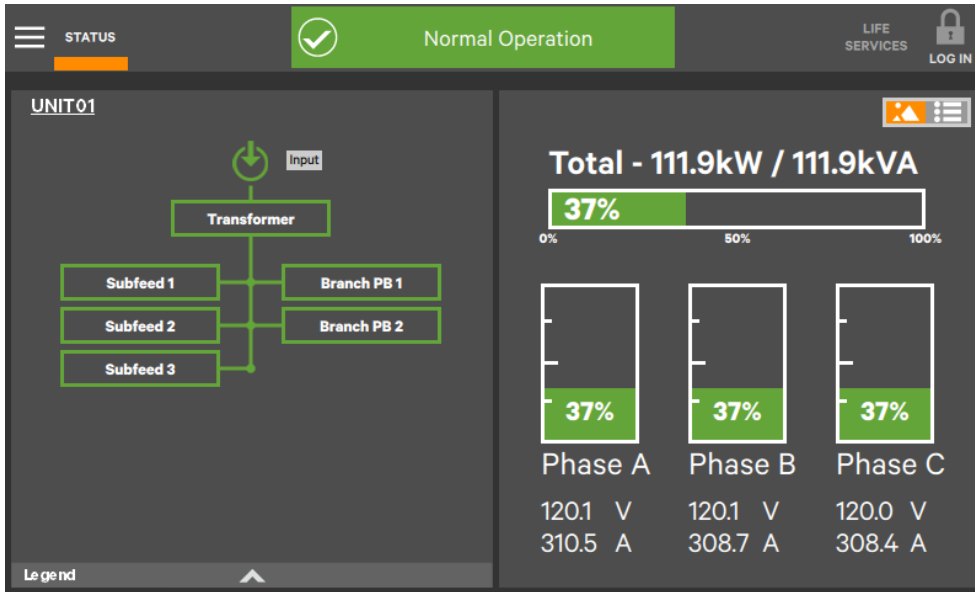 STATUS
Normal Operation
LIFE
SERVICES
LOG IN
UNIT01
Input
Transformer
Subfeed 1
Branch PB 1
Subfeed 2
Branch PB 2
Subfeed 3
Legend
Total - 111.9kW / 111.9kVA
37%
0% 50% 100%
37% 37% 37%
Phase A Phase B Phase C
120.1 V 120.1 V 120.0 V
310.5 A 308.7 A 308.4 A